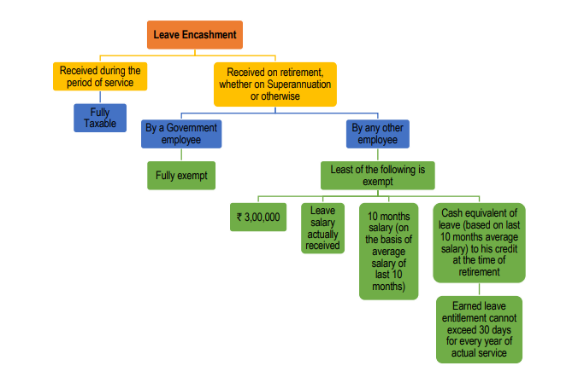 Leave Encashment
Received during the
period of service
Received on retirement,
whether on Superannuation
or otherwise
Fully
Taxable
By a Government
employee
By any other
employee
Fully exempt
Least of the following is
exempt
₹ 3,00,000
Leave
salary
actually
received
10 months
salary (on
the basis of
average
salary of
last 10
months)
Cash equivalent of
leave (based on last
10 months average
salary) to his credit
at the time of
retirement
Earned leave
entitlement cannot
exceed 30 days
for every year of
actual service